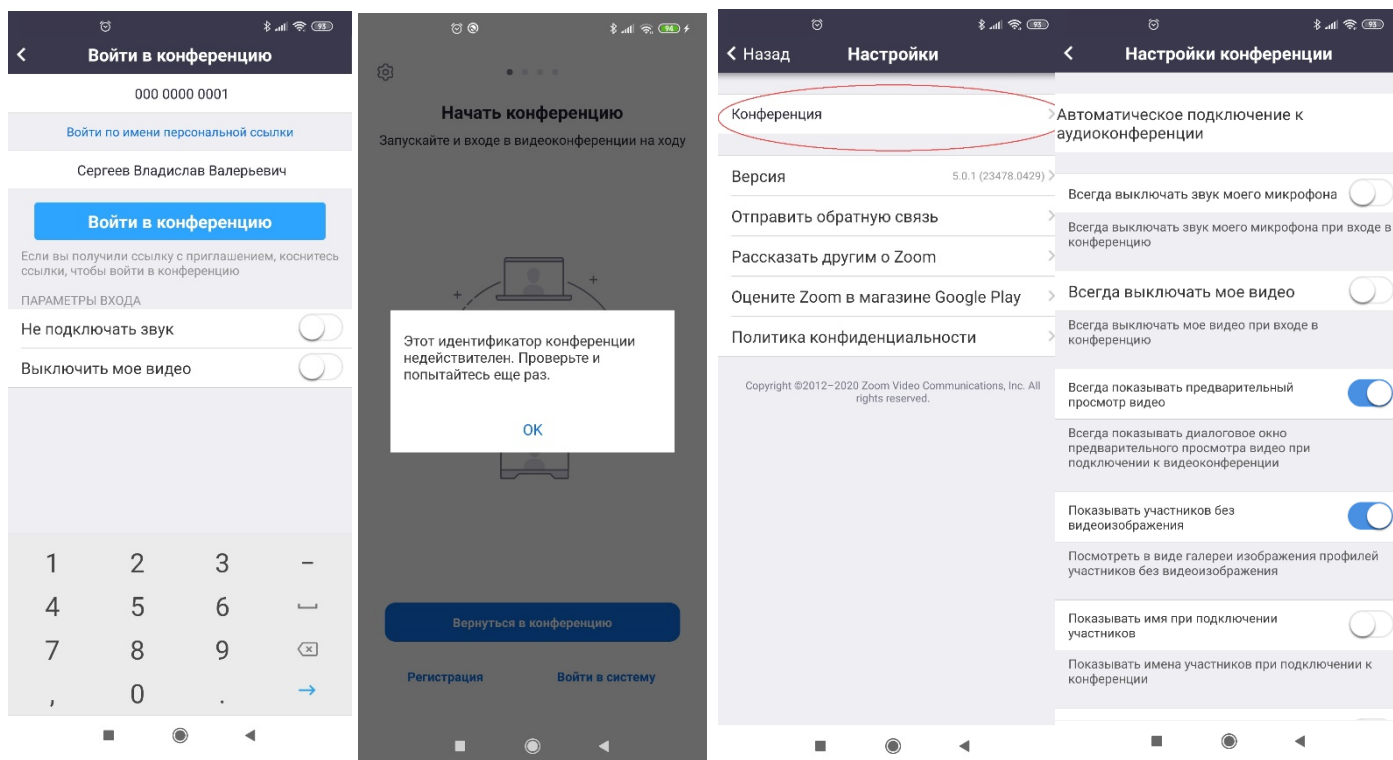 93
Войти в конференцию
000 0000 0001
Войти по имени персональной ссылки
Сергеев Владислав Валерьевич
Войти в конференцию
Если вы получили ссылку с приглашением, коснитесь
ссылки, чтобы войти в конференцию
ПАРАМЕТРЫ ВХОДА
Не подключать звук
Выключить мое видео
1 2 3 –
4 5 6
7 8 9
, 0 .
94
Начать конференцию
Запускайте и входе в видеоконференции на ходу
Этот идентификатор конференции
недействителен. Проверьте и
попытайтесь еще раз.
OK
Вернуться в конференцию
Регистрация Войти в систему
93
Назад Настройки
Конференция
Версия 5.0.1 (23478.0429)
Отправить обратную связь
Рассказать другим о Zoom
Оцените Zoom в магазине Google Play
Политика конфиденциальности
Copyright ©2012–2020 Zoom Video Communications, Inc. All
rights reserved.
93
Настройки конференции
Автоматическое подключение к
аудиоконференции
Всегда выключать звук моего микрофона
Всегда выключать звук моего микрофона при входе в
конференцию
Всегда выключать мое видео
Всегда выключать мое видео при входе в
конференцию
Всегда показывать предварительный
просмотр видео
Всегда показывать диалоговое окно
предварительного просмотра видео при
подключении к видеоконференции
Показывать участников без
видеоизображения
Посмотреть в виде галереи изображения профилей
участников без видеоизображения
Показывать имя при подключении
участников
Показывать имена участников при подключении к
конференции